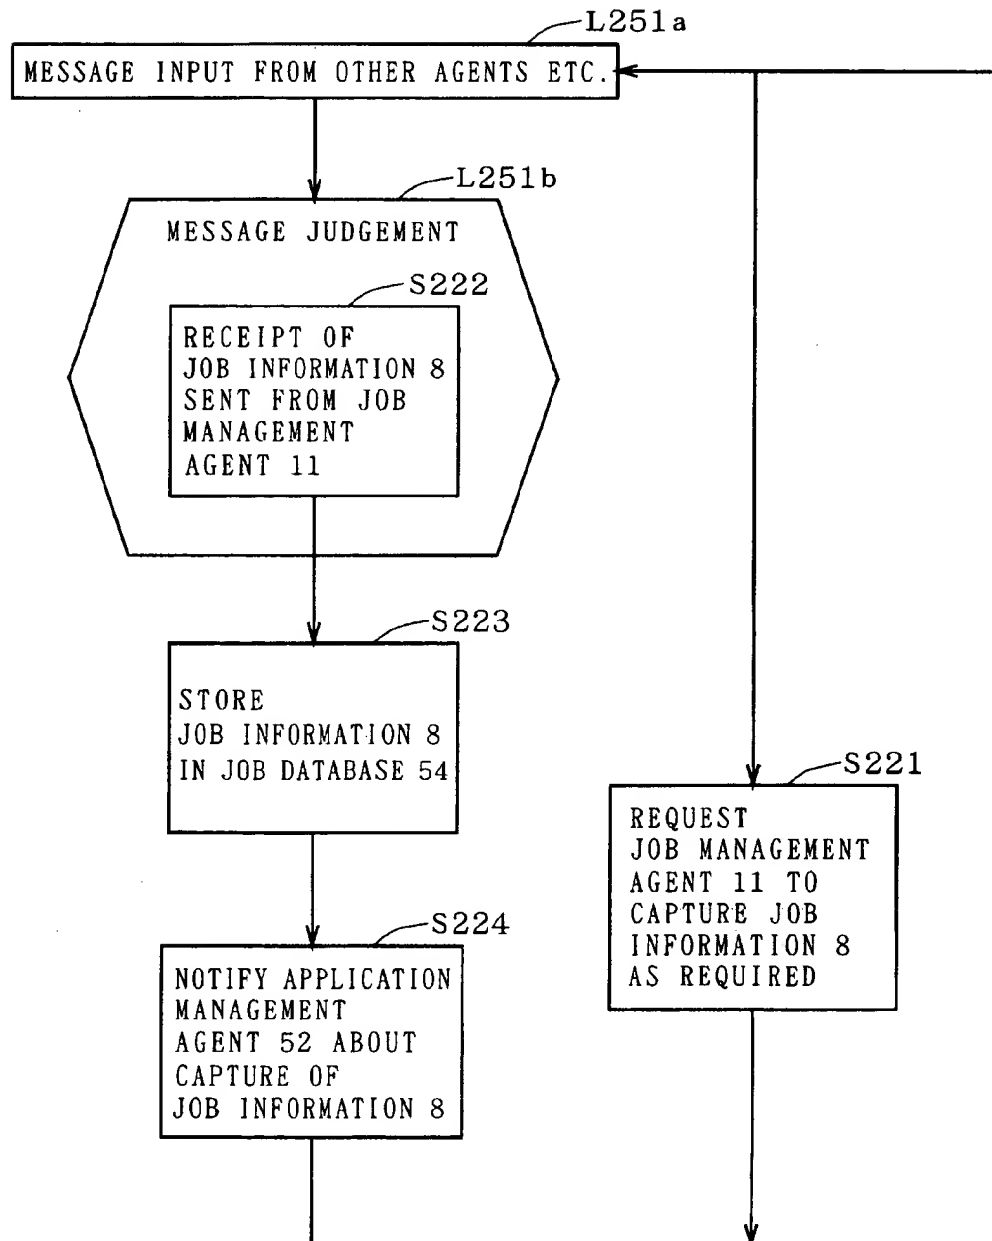 L251a
MESSAGE INPUT FROM OTHER AGENTS ETC.
L251b
MESSAGE JUDGEMENT
S222
RECEIPT OF
JOB INFORMATION 8
SENT FROM JOB
MANAGEMENT
AGENT 11
S223
STORE
JOB INFORMATION 8
IN JOB DATABASE 54
S221
REQUEST
JOB MANAGEMENT
AGENT 11 TO
CAPTURE JOB
INFORMATION 8
AS REQUIRED
S224
NOTIFY APPLICATION
MANAGEMENT
AGENT 52 ABOUT
CAPTURE OF
JOB INFORMATION 8